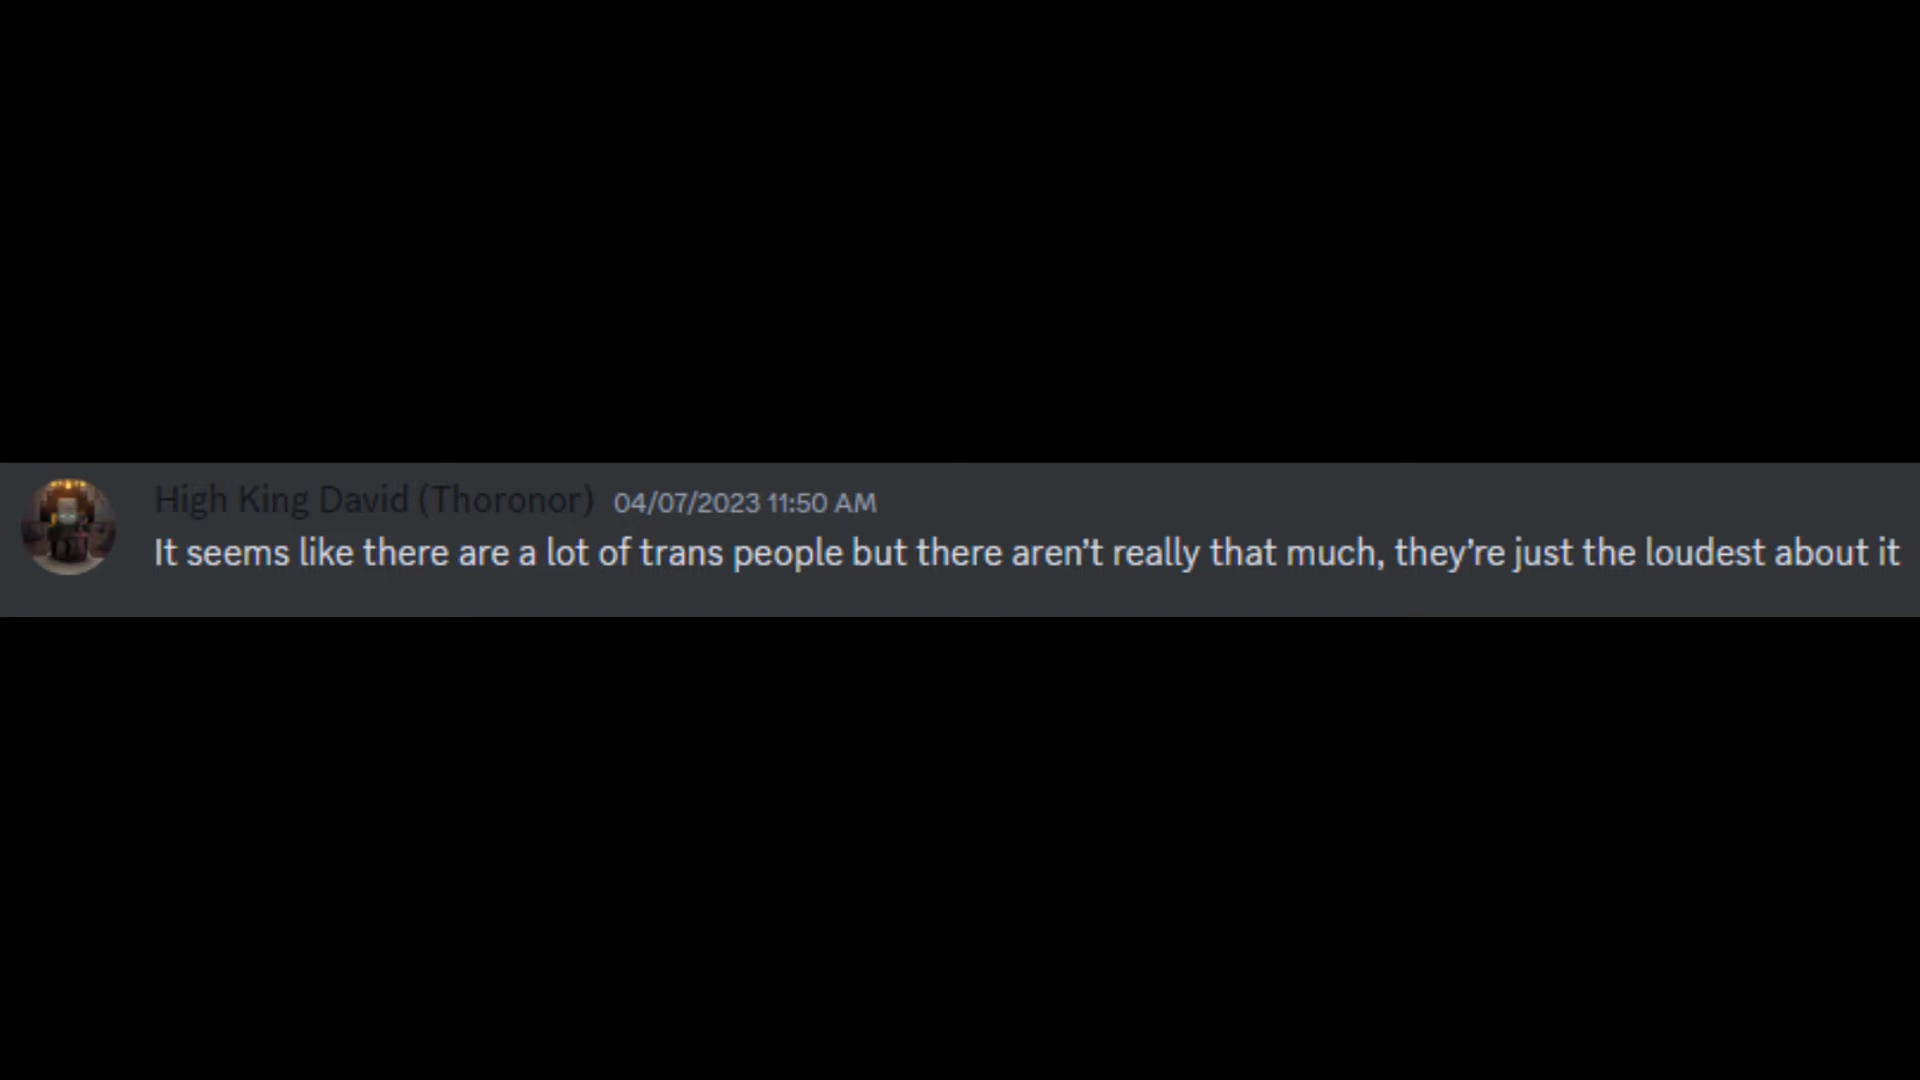 High King David (Thoronor) 04/07/2023 11:50 AM
It seems like there are a lot of trans people but there aren’t really that much, they’re just the loudest about it